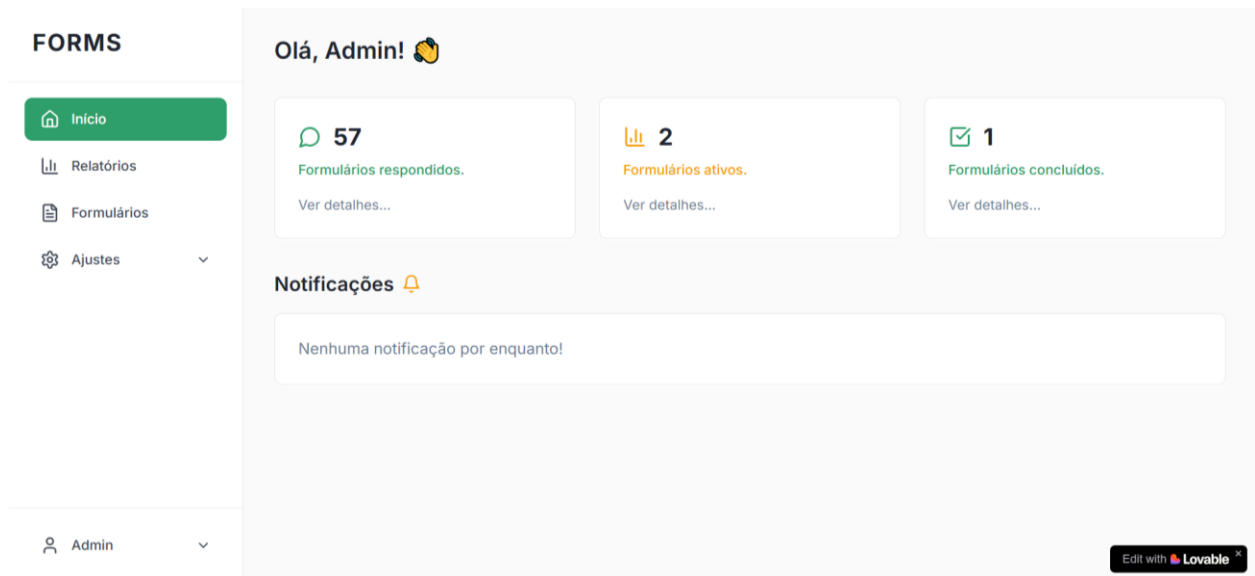 FORMS
Início
Relatórios
Formulários
Ajustes
Admin
Olá, Admin! 👋
57
Formulários respondidos.
Ver detalhes...
2
Formulários ativos.
Ver detalhes...
1
Formulários concluídos.
Ver detalhes...
Notificações
Nenhuma notificação por enquanto!
Edit with Lovable ×